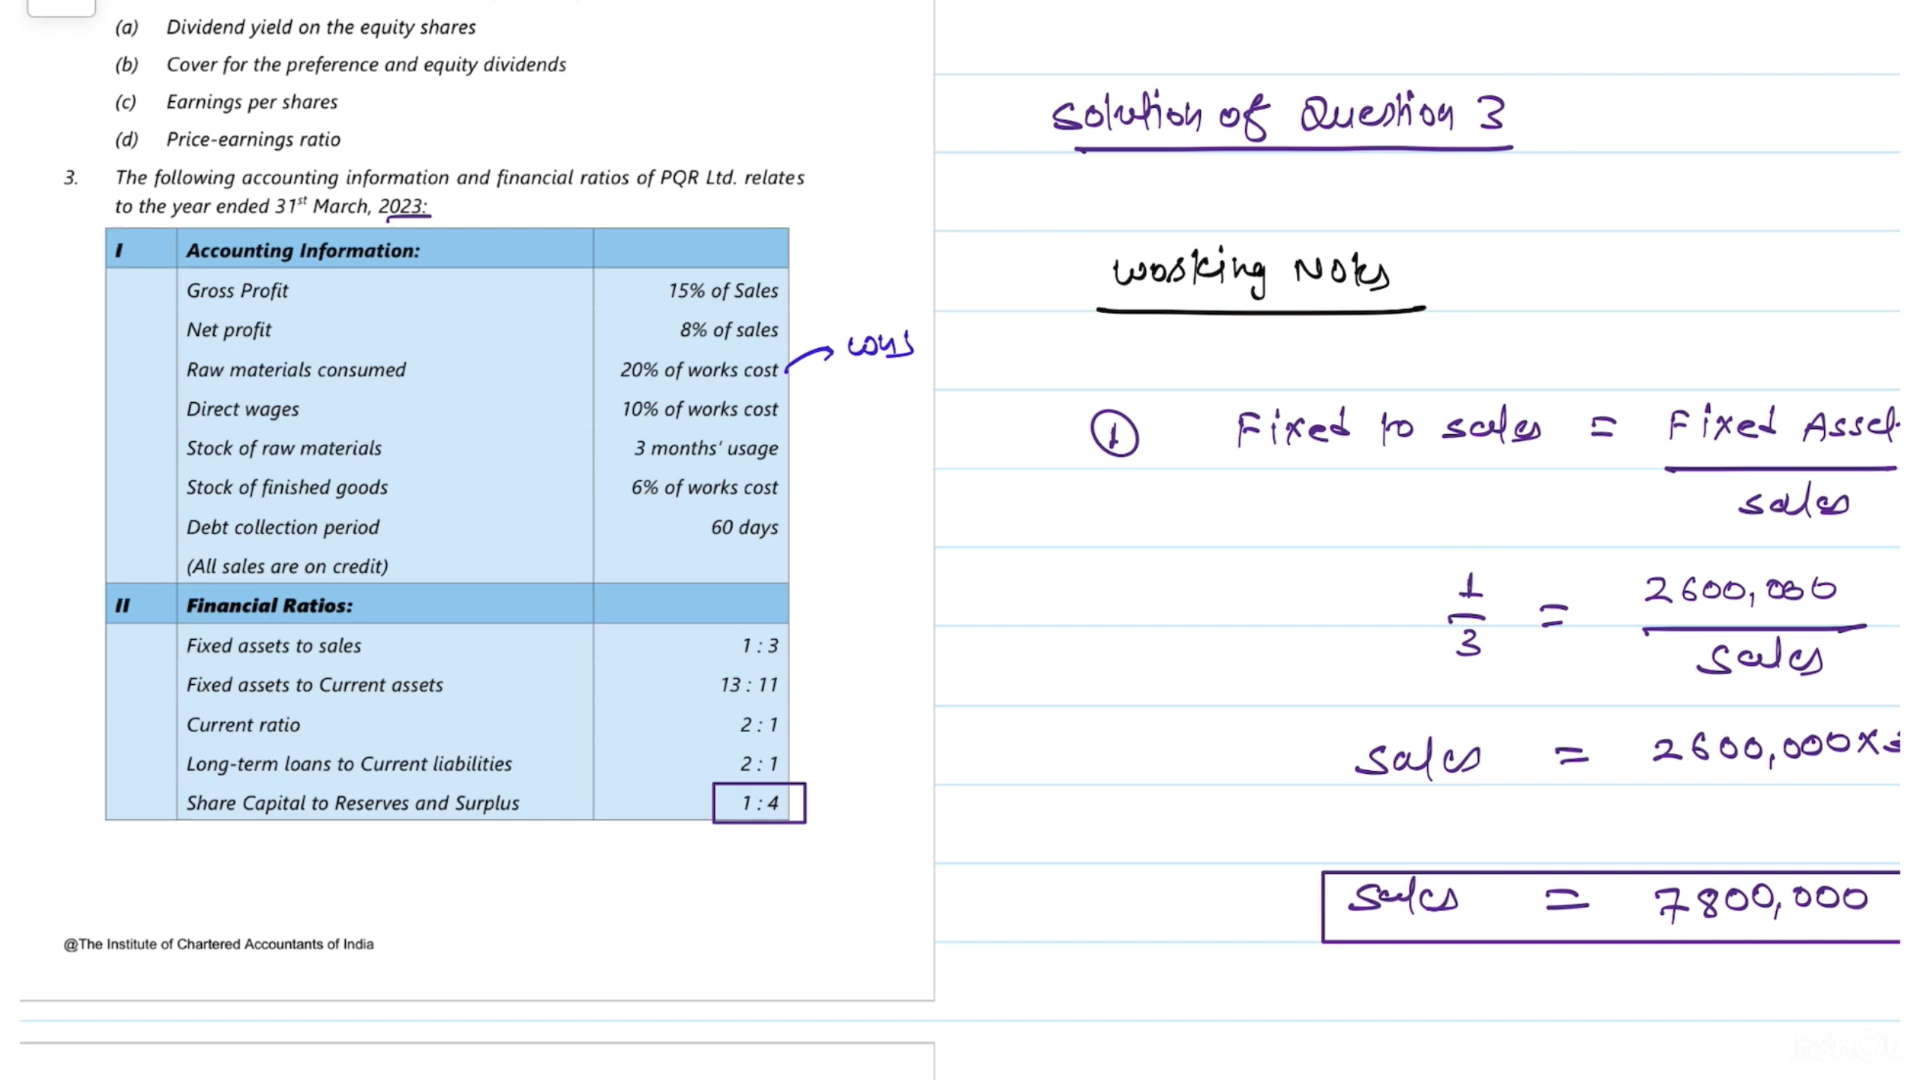 (a) Dividend yield on the equity shares
(b) Cover for the preference and equity dividends
(c) Earnings per shares
(d) Price-earnings ratio
3. The following accounting information and financial ratios of PQR Ltd. relates
to the year ended 31st March, 2023:
I Accounting Information:
Gross Profit 15% of Sales
Net profit 8% of sales
Raw materials consumed 20% of works cost
Direct wages 10% of works cost
Stock of raw materials 3 months' usage
Stock of finished goods 6% of works cost
Debt collection period 60 days
(All sales are on credit)
II Financial Ratios:
Fixed assets to sales 1 : 3
Fixed assets to Current assets 13 : 11
Current ratio 2 : 1
Long-term loans to Current liabilities 2 : 1
Share Capital to Reserves and Surplus 1 : 4
@The Institute of Chartered Accountants of India
Solution of Question 3
Working Notes
① Fixed to sales = Fixed Asset
sales
1/3 = 2600,000
Sales
Sales = 2600,000 ×
Sales = 7800,000